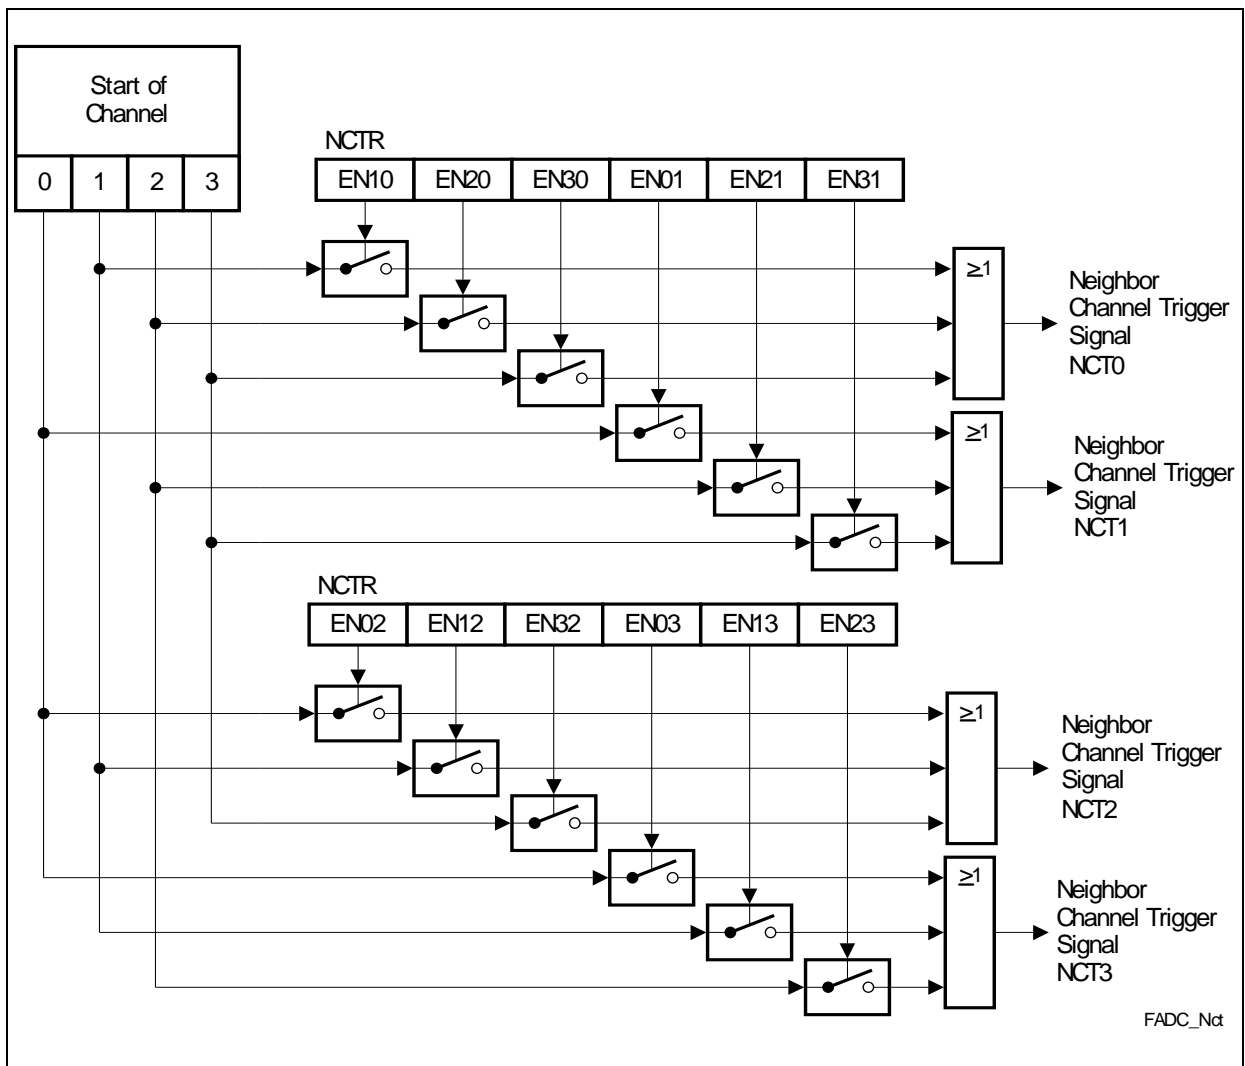 Start of
Channel
0 1 2 3
NCTR
EN10 EN20 EN30 EN01 EN21 EN31
≥1
Neighbor
Channel Trigger
Signal
NCT0
≥1
Neighbor
Channel Trigger
Signal
NCT1
NCTR
EN02 EN12 EN32 EN03 EN13 EN23
≥1
Neighbor
Channel Trigger
Signal
NCT2
≥1
Neighbor
Channel Trigger
Signal
NCT3
FADC_Nct